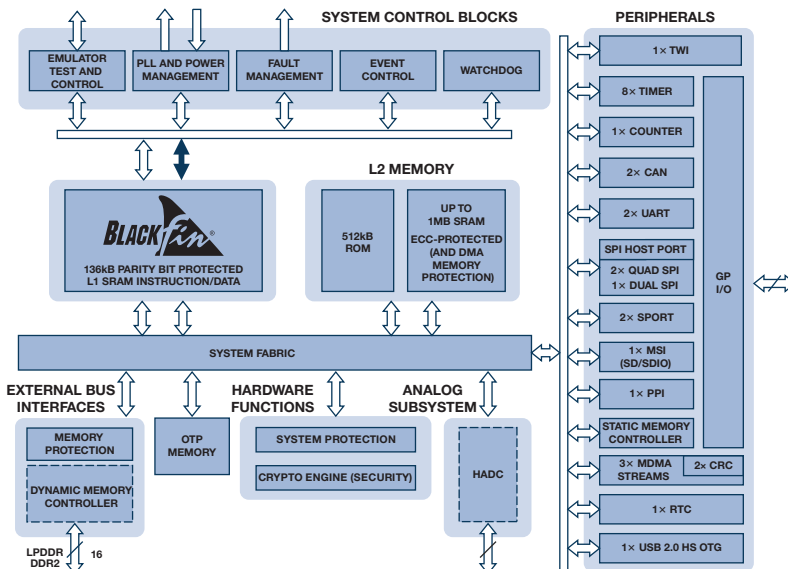 SYSTEM CONTROL BLOCKS
EMULATOR
TEST AND
CONTROL
PLL AND POWER
MANAGEMENT
FAULT
MANAGEMENT
EVENT
CONTROL
WATCHDOG
L2 MEMORY
BLACKfin®
136kB PARITY BIT PROTECTED
L1 SRAM INSTRUCTION/DATA
512kB
ROM
UP TO
1MB SRAM
ECC-PROTECTED
(AND DMA
MEMORY
PROTECTION)
SYSTEM FABRIC
EXTERNAL BUS
INTERFACES
MEMORY
PROTECTION
DYNAMIC MEMORY
CONTROLLER
LPDDR
DDR2
16
OTP
MEMORY
HARDWARE
FUNCTIONS
SYSTEM PROTECTION
CRYPTO ENGINE (SECURITY)
ANALOG
SUBSYSTEM
HADC
PERIPHERALS
1× TWI
8× TIMER
1× COUNTER
2× CAN
2× UART
SPI HOST PORT
2× QUAD SPI
1× DUAL SPI
2× SPORT
1× MSI
(SD/SDIO)
1× PPI
STATIC MEMORY
CONTROLLER
3× MDMA
STREAMS
2× CRC
1× RTC
1× USB 2.0 HS OTG
GP
I/O